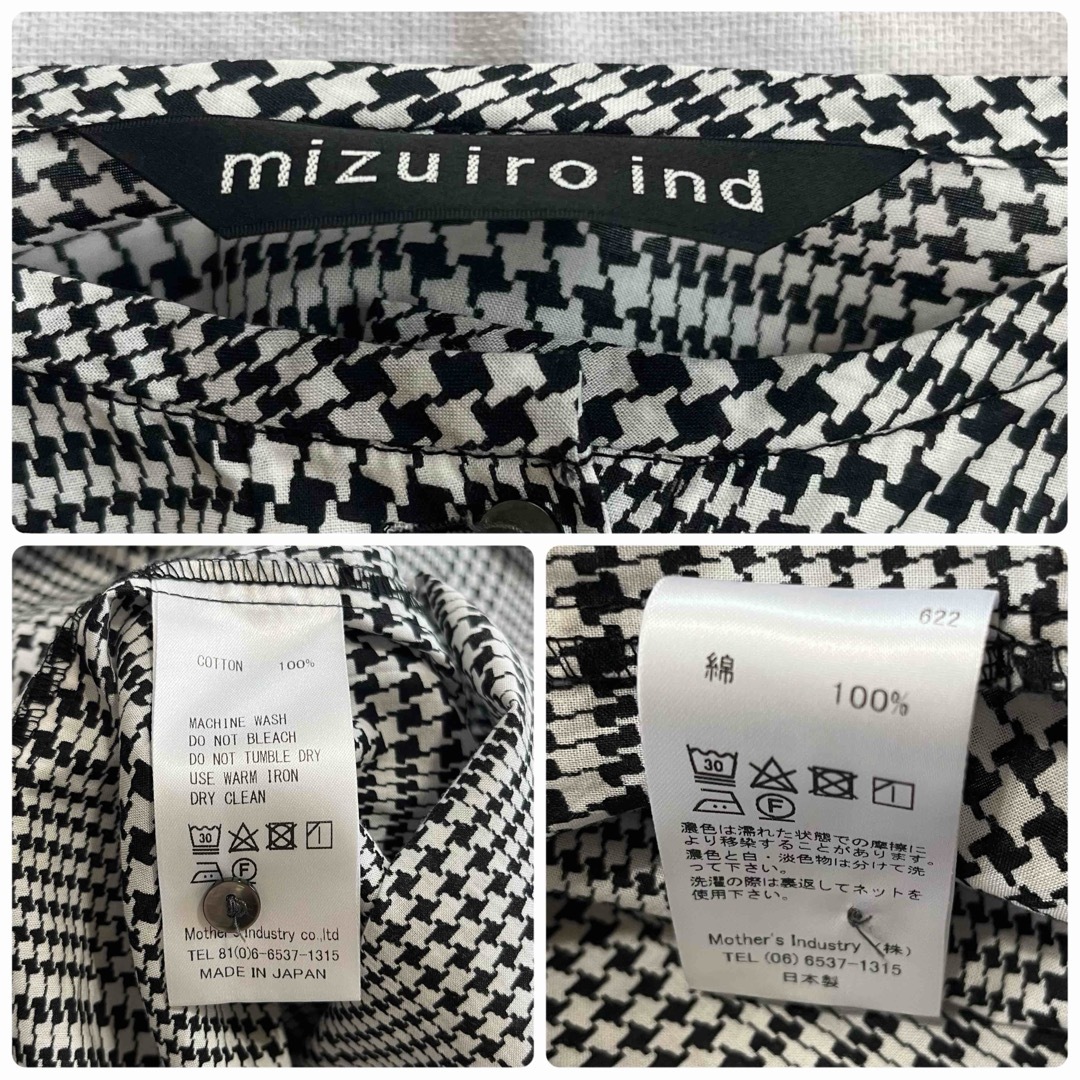 mizuiro ind
COTTON 100%
MACHINE WASH
DO NOT BLEACH
DO NOT TUMBLE DRY
USE WARM IRON
DRY CLEAN
30
F
Mother's Industry co.,ltd
TEL 81(0)6-6537-1315
MADE IN JAPAN
622
綿 100%
30
F
濃色は濡れた状態での摩擦に
より移染することがあります。
濃色と白・淡色物は分けて洗
って下さい。
洗濯の際は裏返してネットを
使用下さい。
Mother's Industry (株)
TEL (06) 6537-1315
日本製